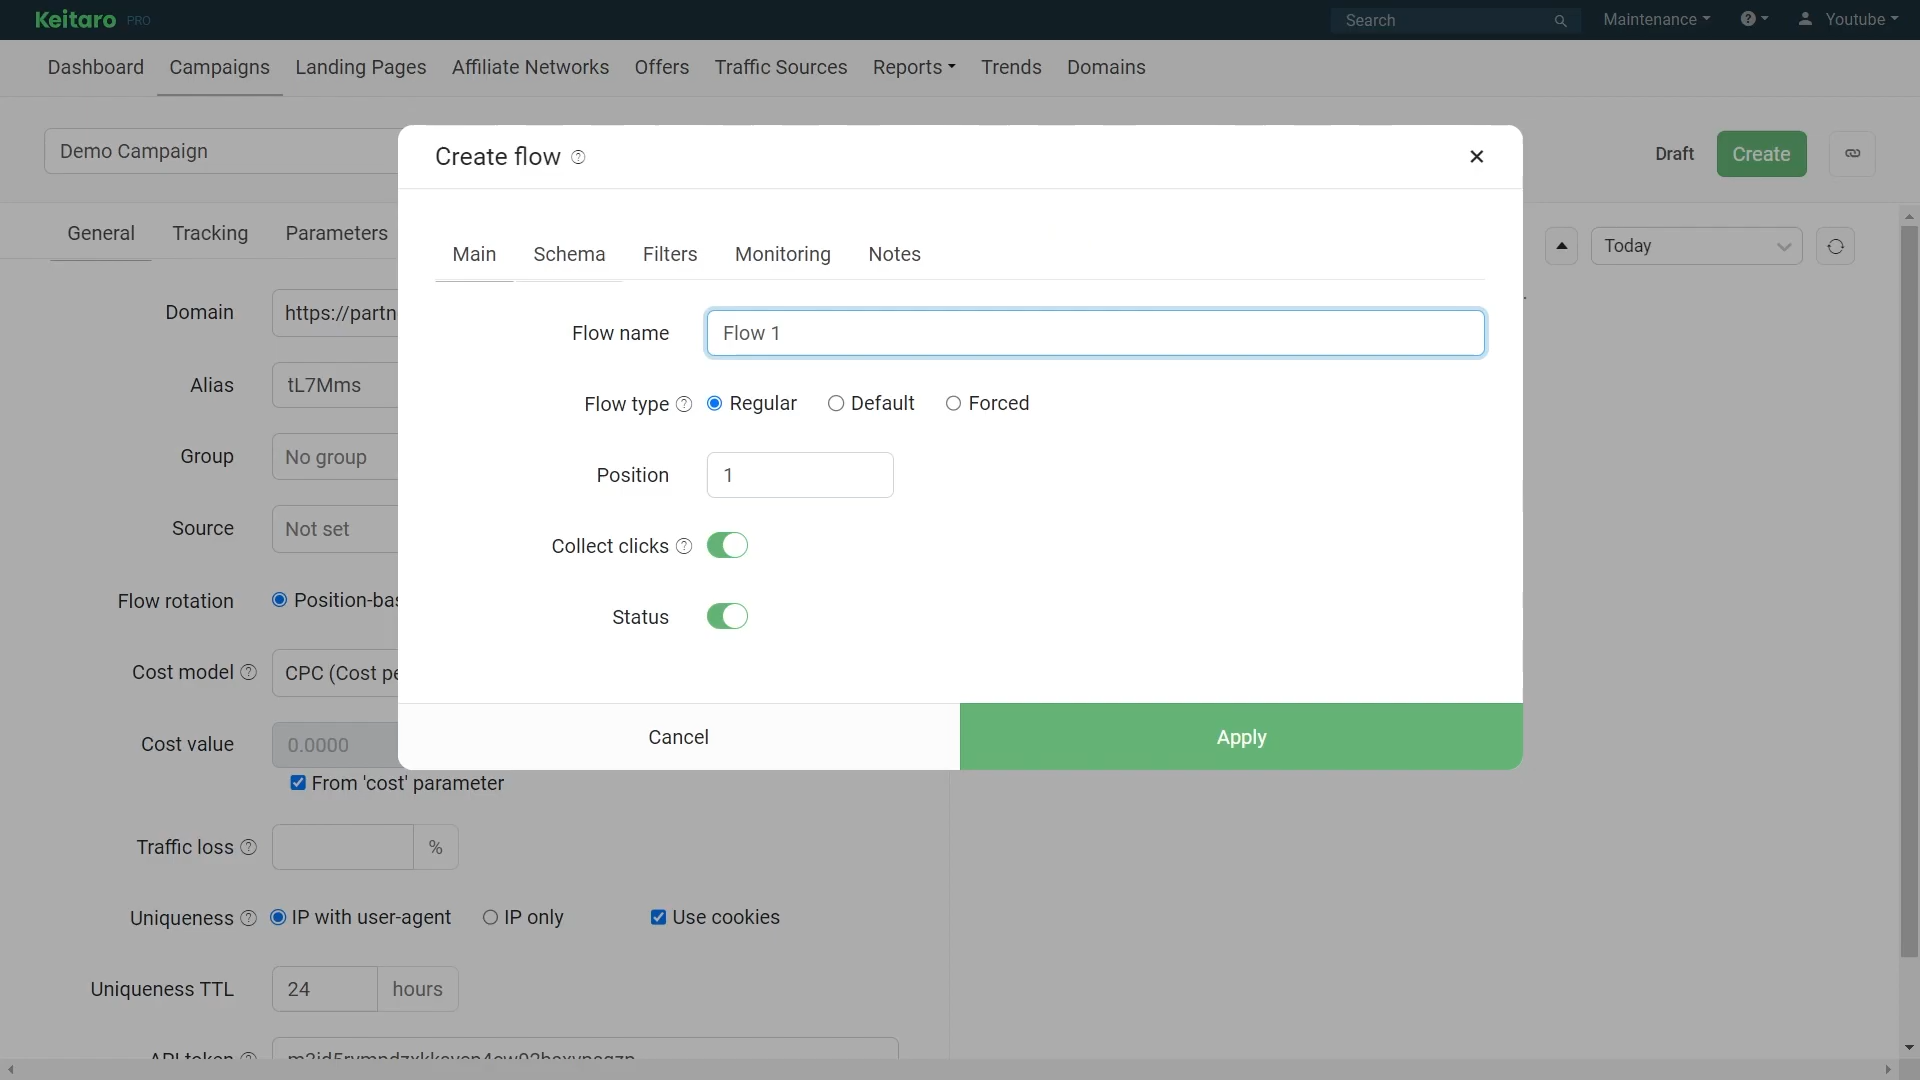 Keitaro PRO
Search
Maintenance
Youtube
Dashboard
Campaigns
Landing Pages
Affiliate Networks
Offers
Traffic Sources
Reports
Trends
Domains
Demo Campaign
Draft
Create
General
Tracking
Parameters
Today
Domain
https://partn
Alias
tL7Mms
Group
No group
Source
Not set
Flow rotation
Position-bas
Cost model ?
CPC (Cost pe
Cost value
0.0000
From 'cost' parameter
Traffic loss ?
%
Uniqueness ?
IP with user-agent
IP only
Use cookies
Uniqueness TTL
24
hours
API token ?
Create flow ?
Main
Schema
Filters
Monitoring
Notes
Flow name
Flow 1
Flow type ?
Regular
Default
Forced
Position
1
Collect clicks ?
Status
Cancel
Apply